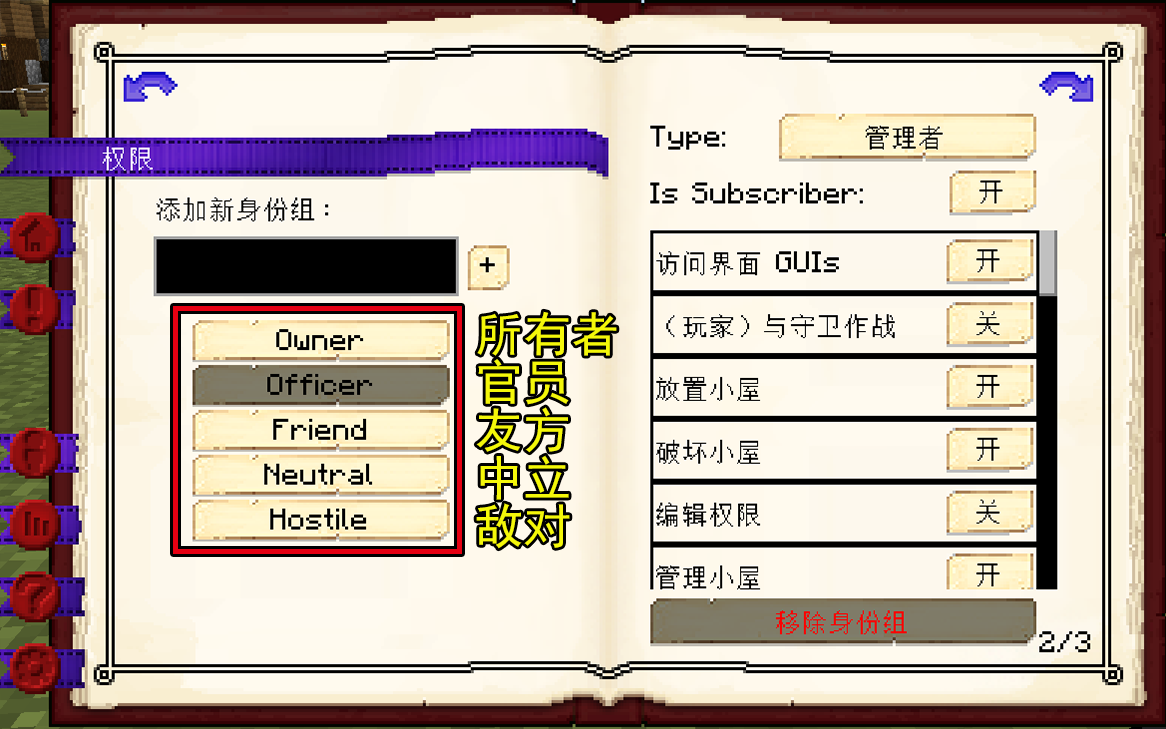 权限
添加新身份组：
+
Owner
Officer
Friend
Neutral
Hostile
所有者
官员
友方
中立
敌对
Type: 管理者
Is Subscriber: 开
访问界面 GUIs 开
（玩家）与守卫作战 关
放置小屋 开
破坏小屋 开
编辑权限 关
管理小屋 开
移除身份组
2/3